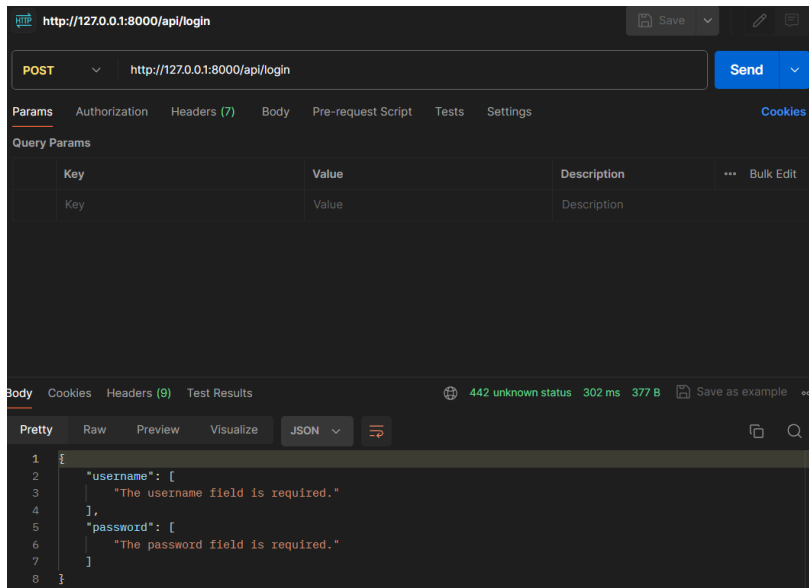 HTTP http://127.0.0.1:8000/api/login Save
POST http://127.0.0.1:8000/api/login Send
Params Authorization Headers (7) Body Pre-request Script Tests Settings Cookies
Query Params
Key Value Description ••• Bulk Edit
Key Value Description
Body Cookies Headers (9) Test Results 442 unknown status 302 ms 377 B Save as example
Pretty Raw Preview Visualize JSON
1 {
2 "username": [
3 "The username field is required."
4 ],
5 "password": [
6 "The password field is required."
7 ]
8 }